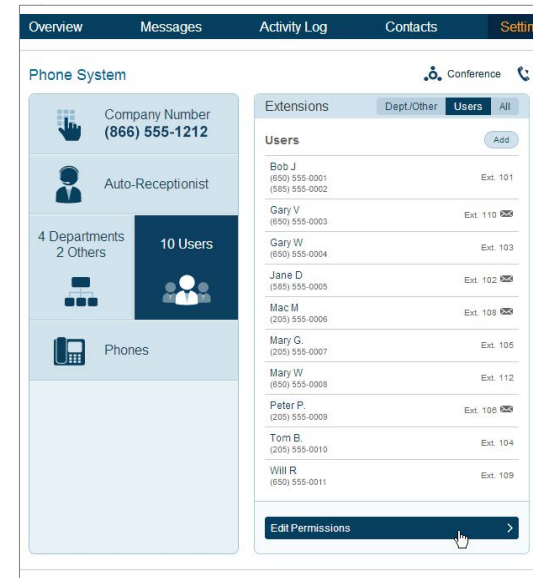 Overview Messages Activity Log Contacts Settin
Phone System
Conference
Company Number
(866) 555-1212
Auto-Receptionist
4 Departments
2 Others
10 Users
Phones
Extensions Dept./Other Users All
Users Add
Bob J
(650) 555-0001
(585) 555-0002
Ext. 101
Gary V
(650) 555-0003
Ext. 110
Gary W
(650) 555-0004
Ext. 103
Jane D
(585) 555-0005
Ext. 102
Mac M
(205) 555-0006
Ext. 108
Mary G.
(205) 555-0007
Ext. 105
Mary W
(650) 555-0008
Ext. 112
Peter P.
(205) 555-0009
Ext. 106
Tom B.
(205) 555-0010
Ext. 104
Will R
(650) 555-0011
Ext. 109
Edit Permissions